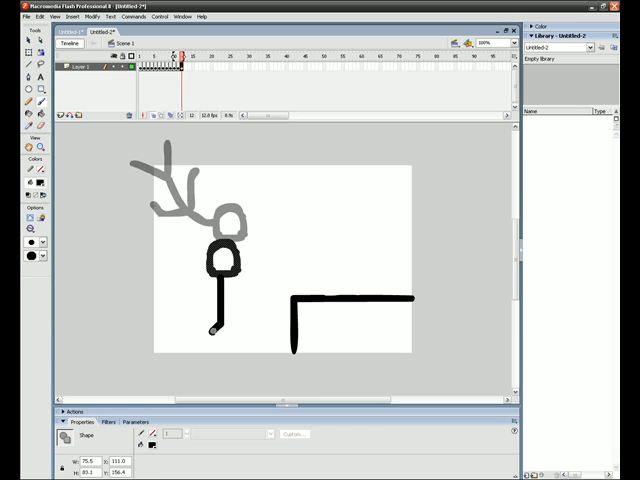 Macromedia Flash Professional 8 - [Untitled-2*]
File Edit View Insert Modify Text Commands Control Window Help
Tools
View
Colors
Options
Untitled-1* Untitled-2*
Timeline Scene 1 100%
1 5 10 15 20 25 30 35 40 45 50 55 60 65 70 75 80 85 90 95
Layer 1
12 12.0 fps 0.9s
Actions
Properties Filters Parameters
Shape
1
Custom...
W: 75.5 X: 111.0
H: 83.1 Y: 156.4
Color
Library - Untitled-2
Untitled-2
Empty library
Name Type